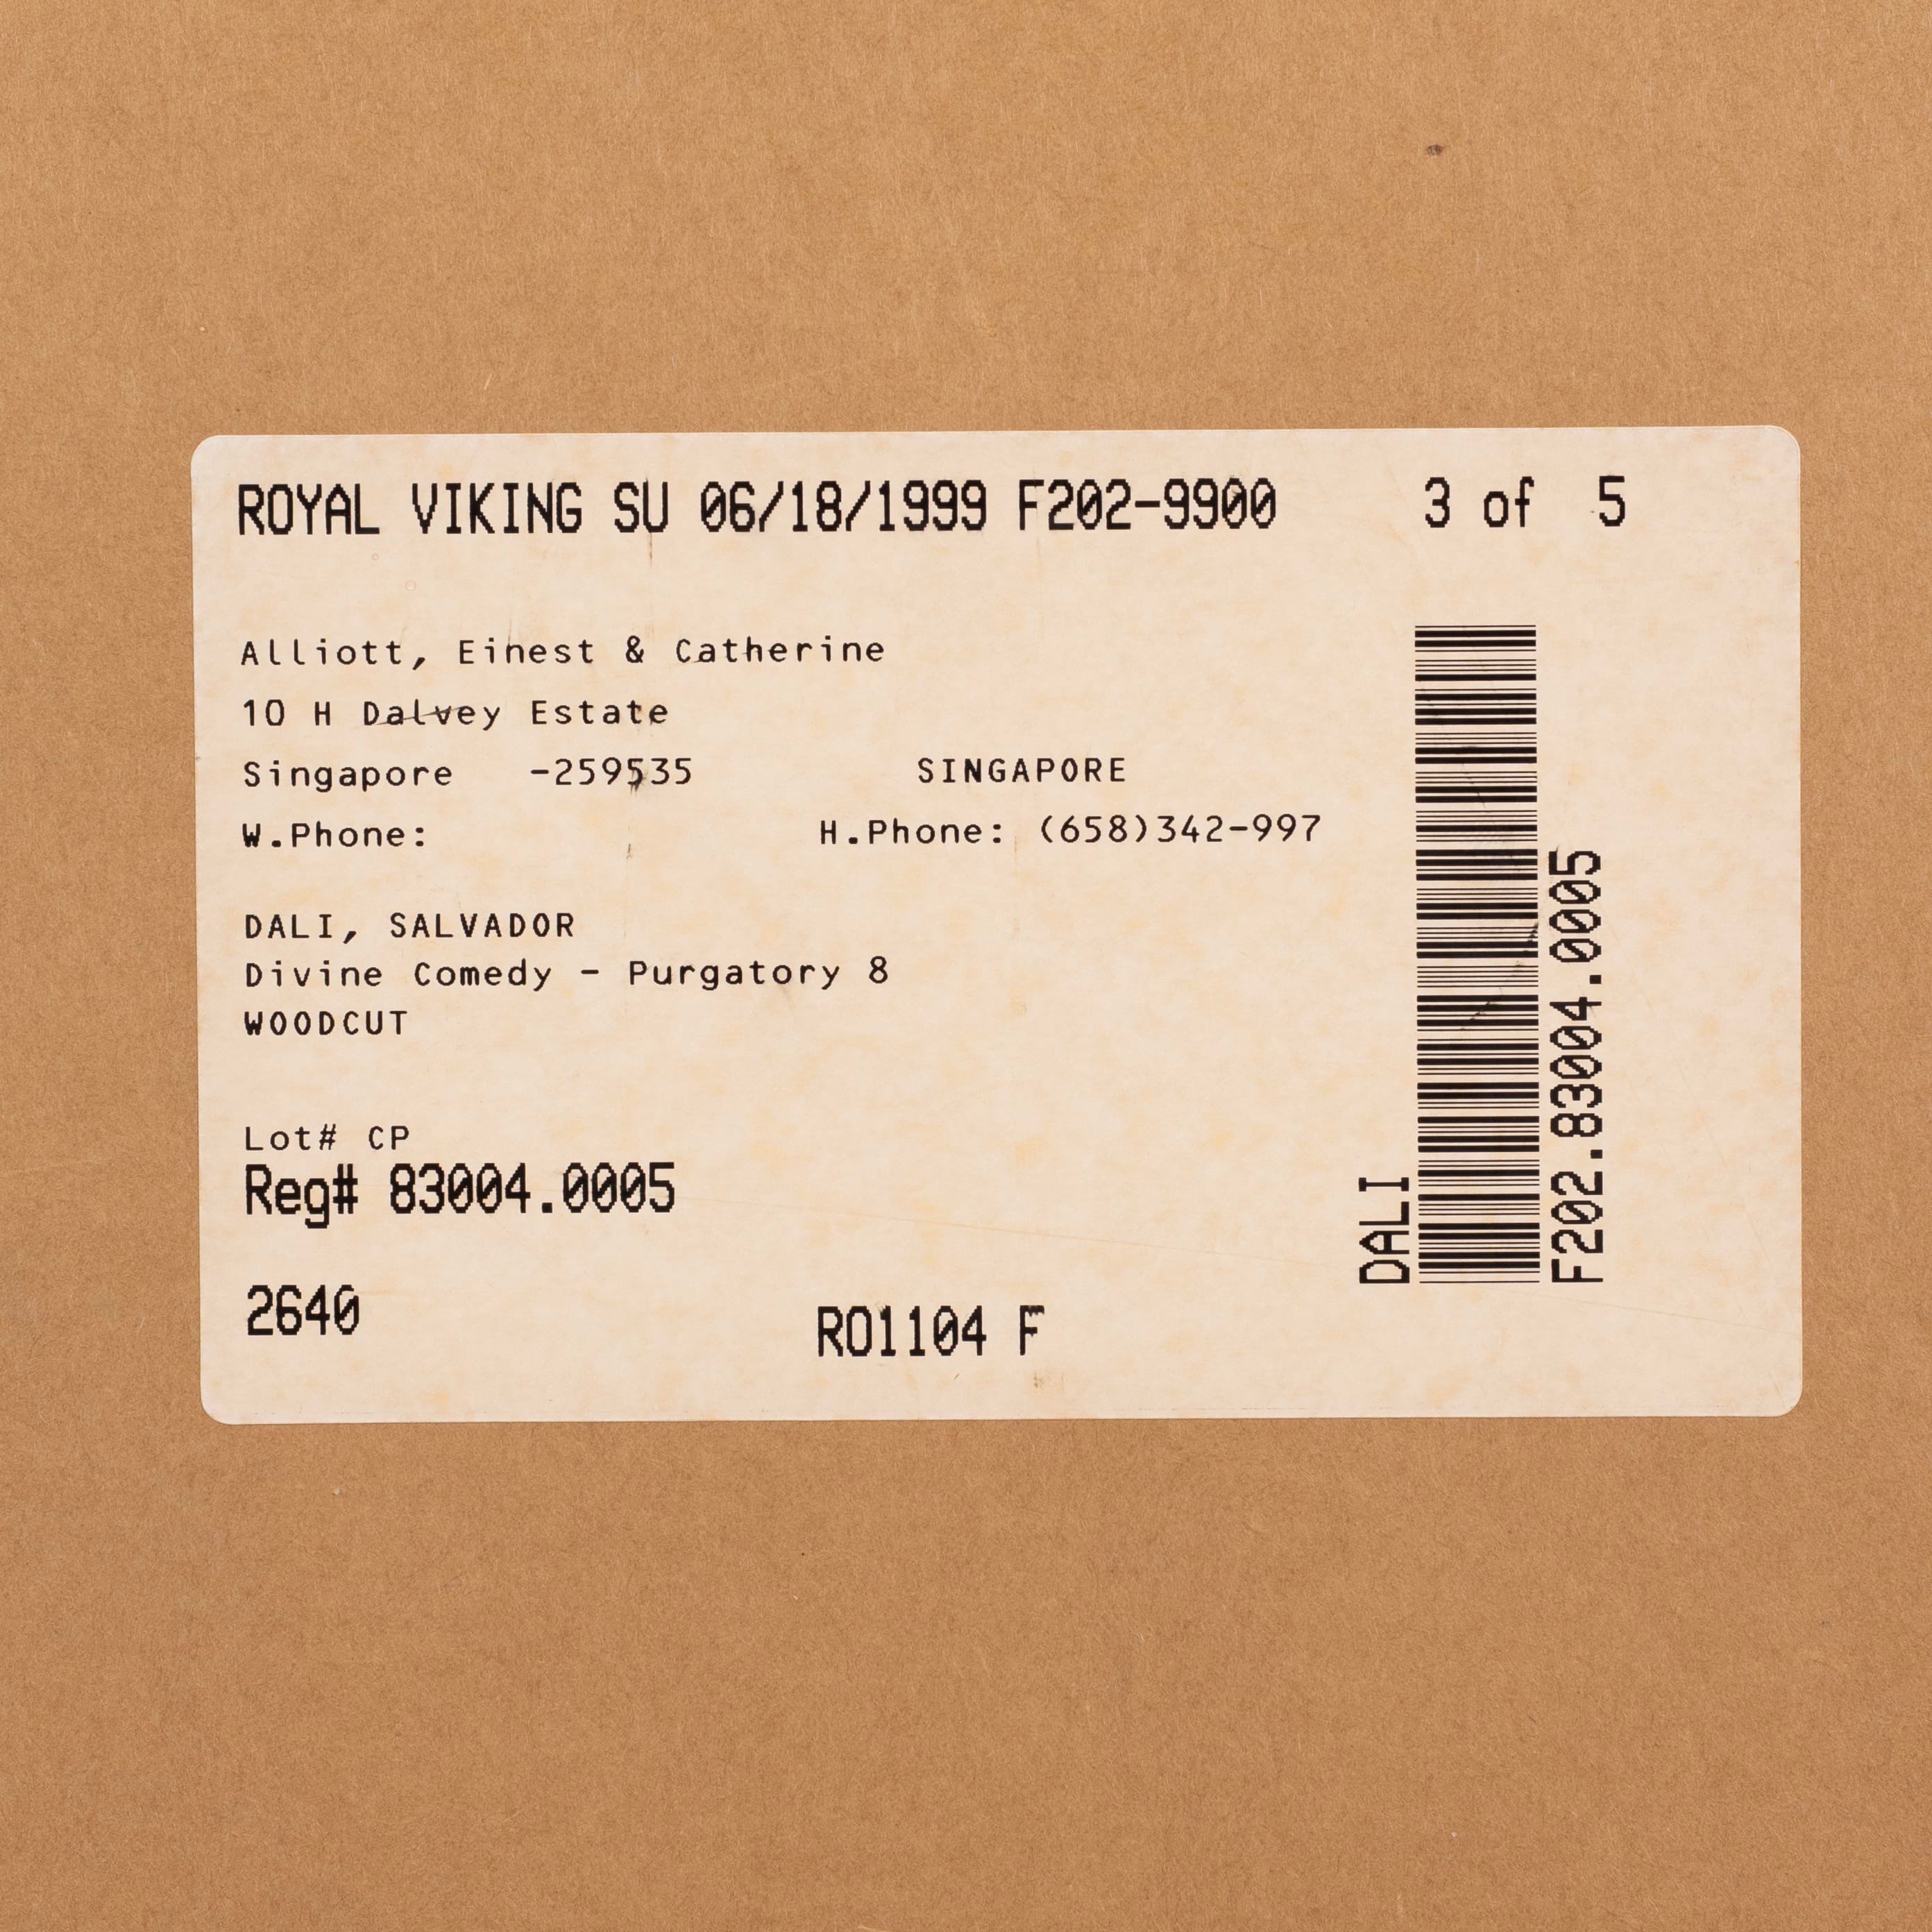 ROYAL VIKING SU 06/18/1999 F202-9900 3 of 5
Alliott, Einest & Catherine
10 H Dalvey Estate
Singapore -259535 SINGAPORE
W.Phone: H.Phone: (658)342-997
DALI, SALVADOR
Divine Comedy - Purgatory 8
WOODCUT
Lot# CP
Reg# 83004.0005
2640 RO1104 F
DALI
F202.83004.0005